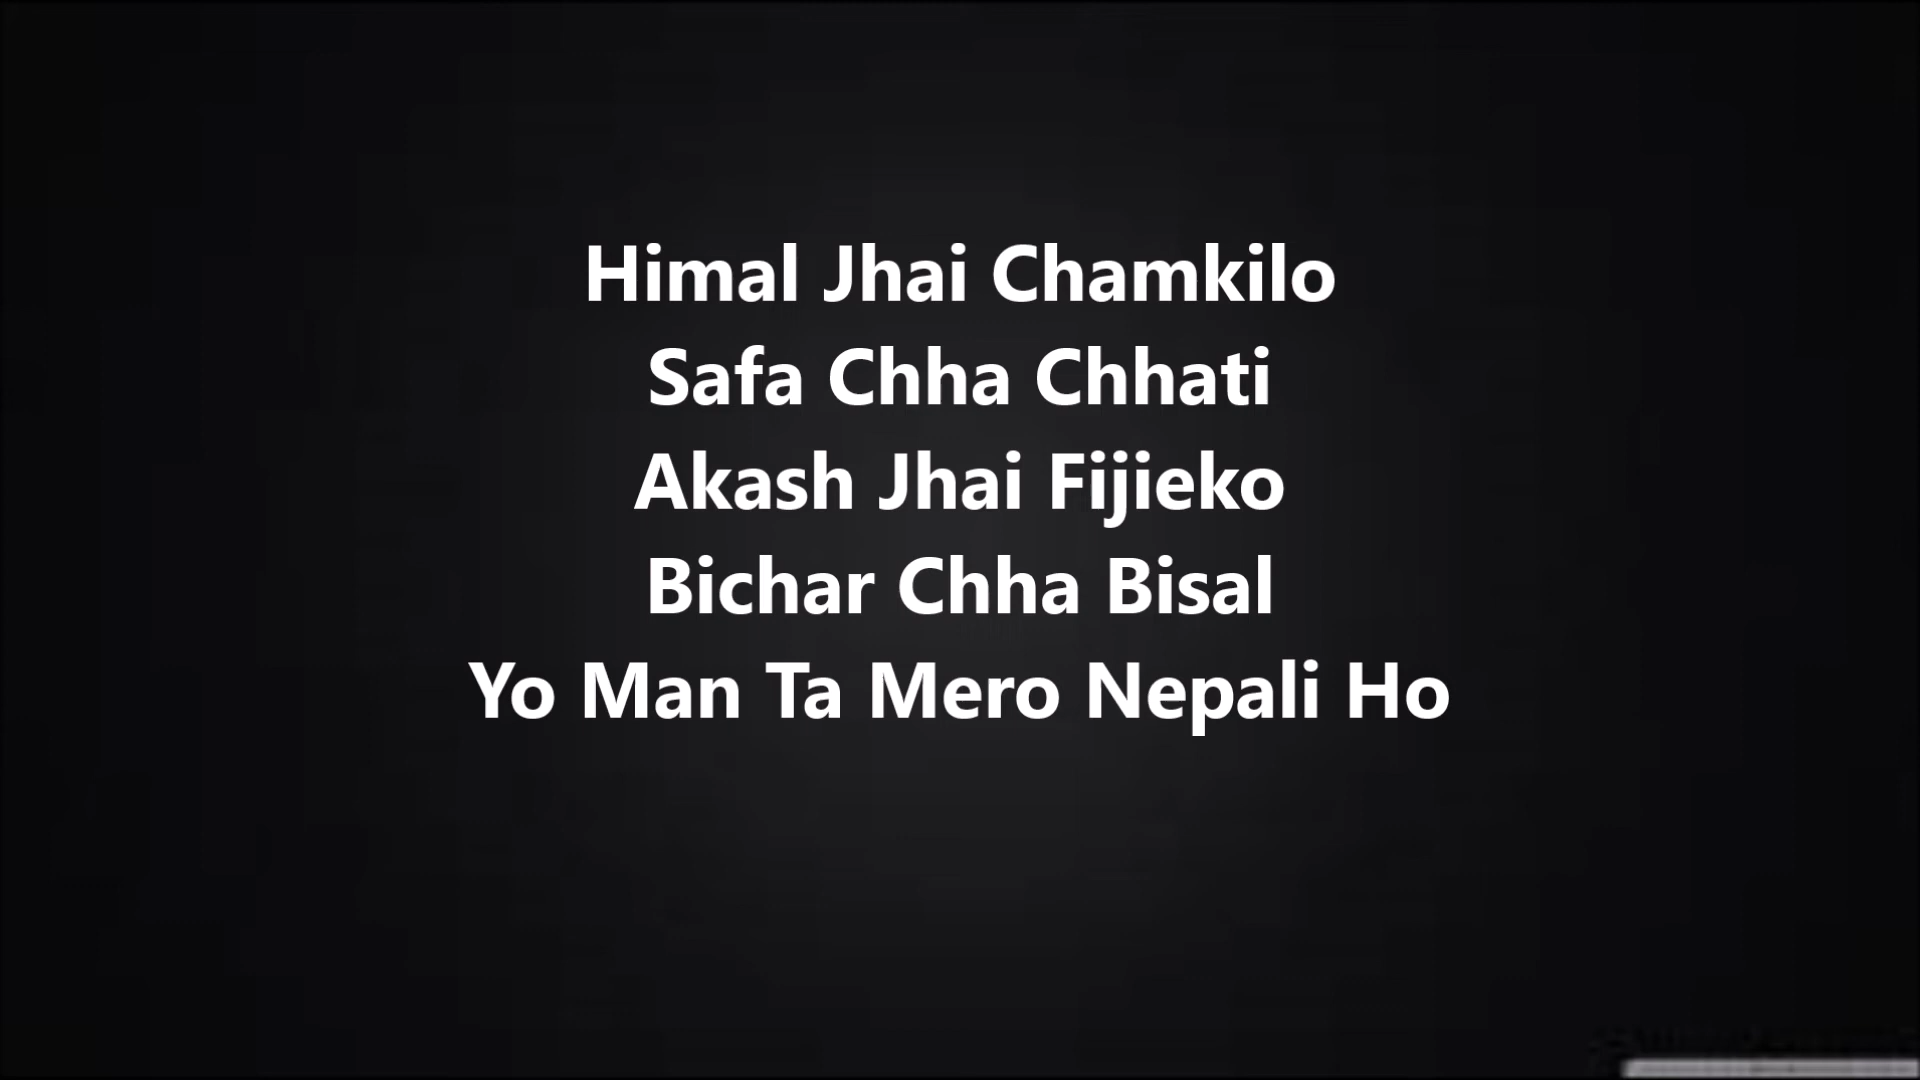 Himal Jhai Chamkilo
Safa Chha Chhati
Akash Jhai Fijieko
Bichar Chha Bisal
Yo Man Ta Mero Nepali Ho